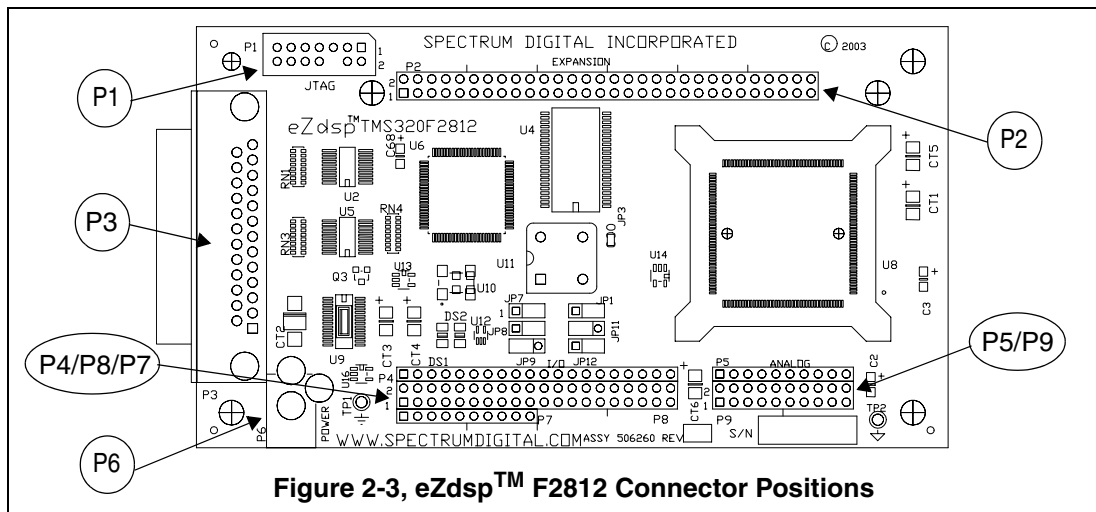 P1
1
2
JTAG
SPECTRUM DIGITAL INCORPORATED
C 2003
EXPANSION
P2
2
1
P1
P2
eZdsp™TMS320F2812
C68
+
U6
U4
CT5
+
RN1
U2
CT1
+
P3
U5
RN4
RN3
JP3
U14
U11
U8
Q3
U13
U10
C3
+
JP7
JP1
1
CT2
DS2
U12
JP8
JP11
U9
CT3
+
CT4
+
JP9
JP12
P4/P8/P7
P5/P9
DS1
I/O
U16
P4
P5
ANALOG
C2
+
2
1
TP1
CT6
+
2
1
TP2
P3
P7
P8
P9
P6
POWER
WWW.SPECTRUMDIGITAL.COM
ASSY 506260 REV
S/N
P6
Figure 2-3, eZdsp™ F2812 Connector Positions